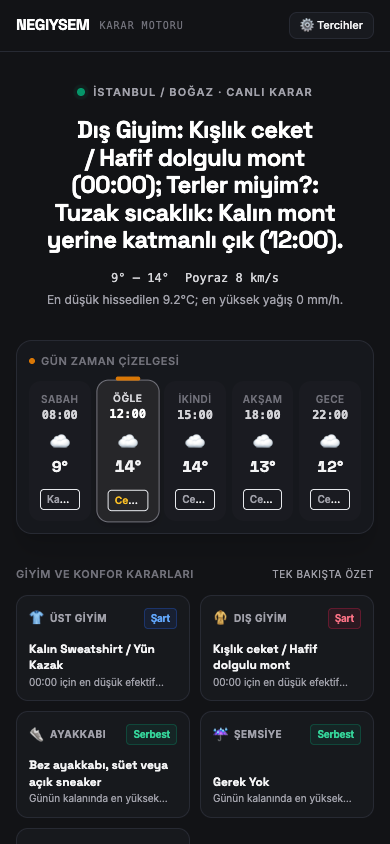 NEGIYSEM KARAR MOTORU
Tercihler
İSTANBUL / BOĞAZ · CANLI KARAR
Dış Giyim: Kışlık ceket
/ Hafif dolgulu mont
(00:00); Terler miyim?:
Tuzak sıcaklık: Kalın mont
yerine katmanlı çık (12:00).
9° — 14° Poyraz 8 km/s
En düşük hissedilen 9.2°C; en yüksek yağış 0 mm/h.
GÜN ZAMAN ÇİZELGESİ
SABAH ÖĞLE İKİNDİ AKŞAM GECE
08:00 12:00 15:00 18:00 22:00
9° 14° 14° 13° 12°
Ka... Ce... Ce... Ce... Ce...
GİYİM VE KONFOR KARARLARI TEK BAKIŞTA ÖZET
ÜST GİYİM Şart
Kalın Sweatshirt / Yün
Kazak
00:00 için en düşük efektif...
DIŞ GİYİM Şart
Kışlık ceket / Hafif
dolgulu mont
00:00 için en düşük efektif...
AYAKKABI Serbest
Bez ayakkabı, süet veya
açık sneaker
Günün kalanında en yüksek...
ŞEMSİYE Serbest
Gerek Yok
Günün kalanında en yüksek...